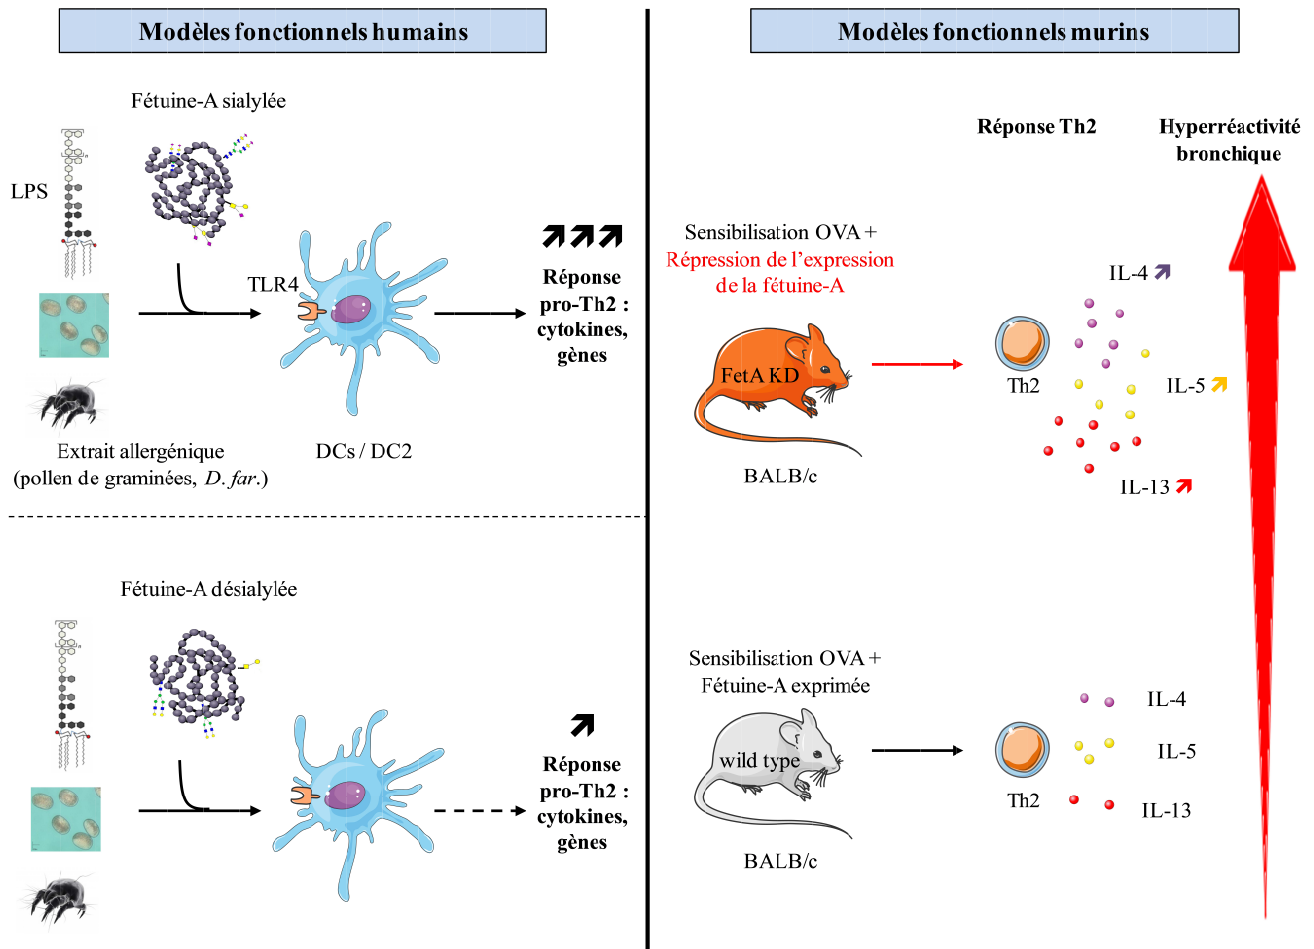 Modèles fonctionnels humains
Fétuine-A sialylée
LPS
n
TLR4
Réponse
pro-Th2 :
cytokines,
gènes
Extrait allergénique
(pollen de graminées, D. far.)
DCs / DC2
Fétuine-A désialylée
n
Réponse
pro-Th2 :
cytokines,
gènes
Modèles fonctionnels murins
Réponse Th2
Hyperréactivité
bronchique
Sensibilisation OVA +
Répression de l'expression
de la fétuine-A
FetA KD
BALB/c
Th2
IL-4
IL-5
IL-13
Sensibilisation OVA +
Fétuine-A exprimée
wild type
BALB/c
Th2
IL-4
IL-5
IL-13